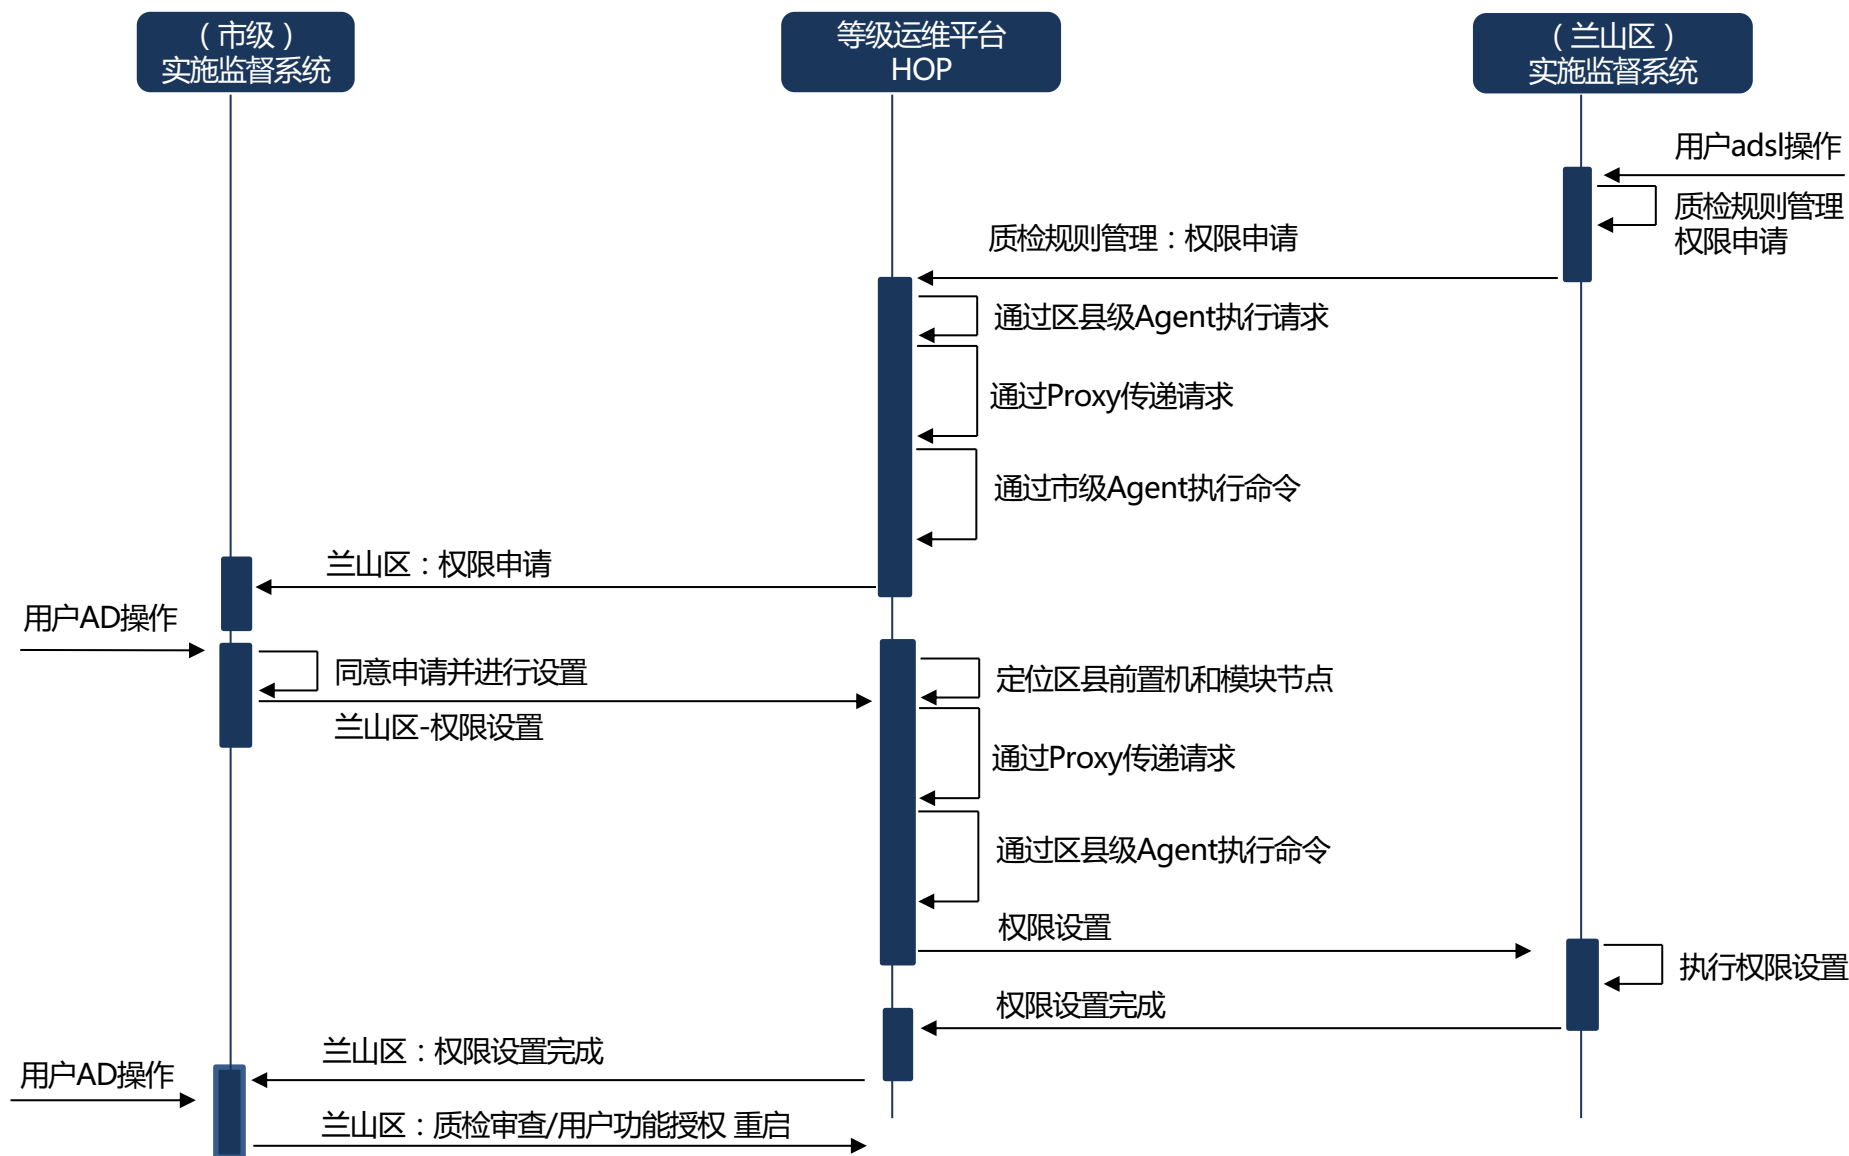 （市级）
实施监督系统
等级运维平台
HOP
（兰山区）
实施监督系统
用户adsl操作
质检规则管理
权限申请
质检规则管理：权限申请
通过区县级Agent执行请求
通过Proxy传递请求
通过市级Agent执行命令
兰山区：权限申请
用户AD操作
同意申请并进行设置
兰山区-权限设置
定位区县前置机和模块节点
通过Proxy传递请求
通过区县级Agent执行命令
权限设置
执行权限设置
权限设置完成
兰山区：权限设置完成
用户AD操作
兰山区：质检审查/用户功能授权 重启